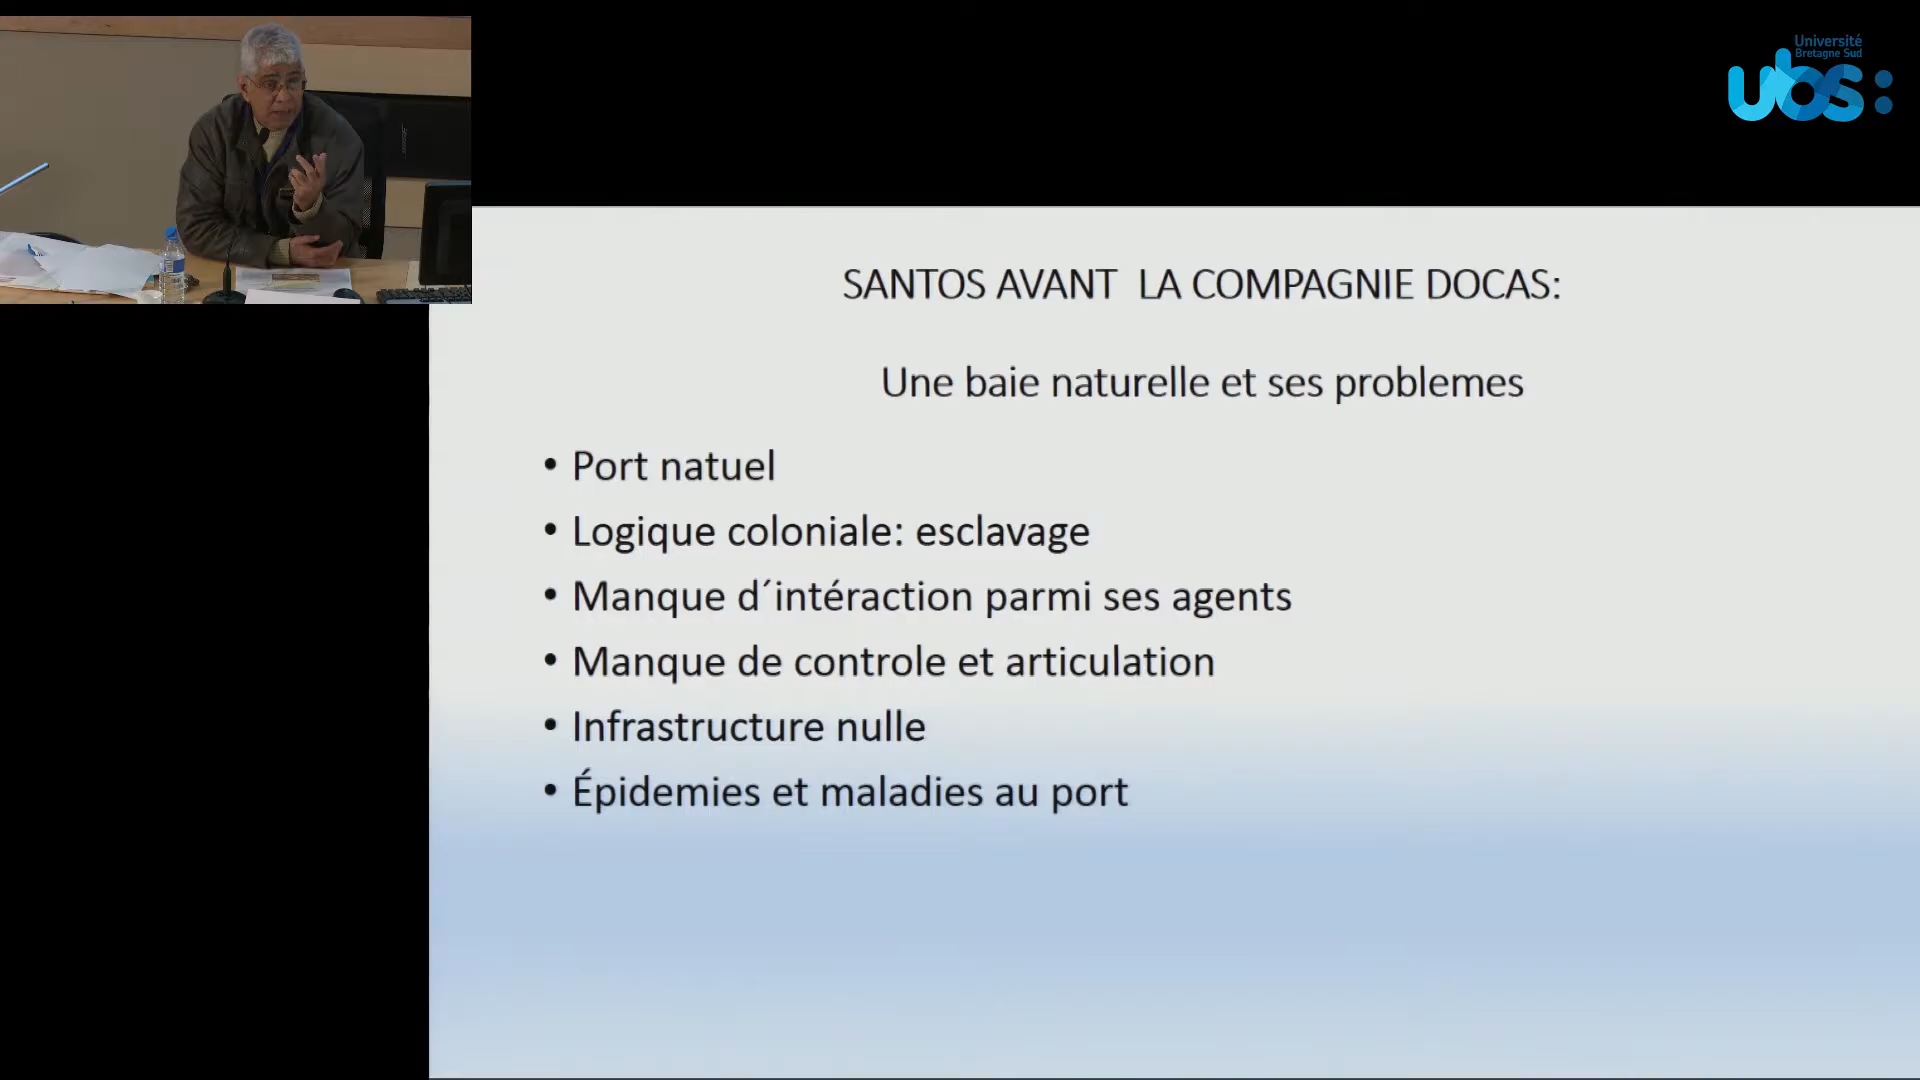 Université
Bretagne Sud
ubs:
SANTOS AVANT  LA COMPAGNIE DOCAS:
Une baie naturelle et ses problemes
• Port natuel
• Logique coloniale: esclavage
• Manque d´intéraction parmi ses agents
• Manque de controle et articulation
• Infrastructure nulle
• Épidemies et maladies au port